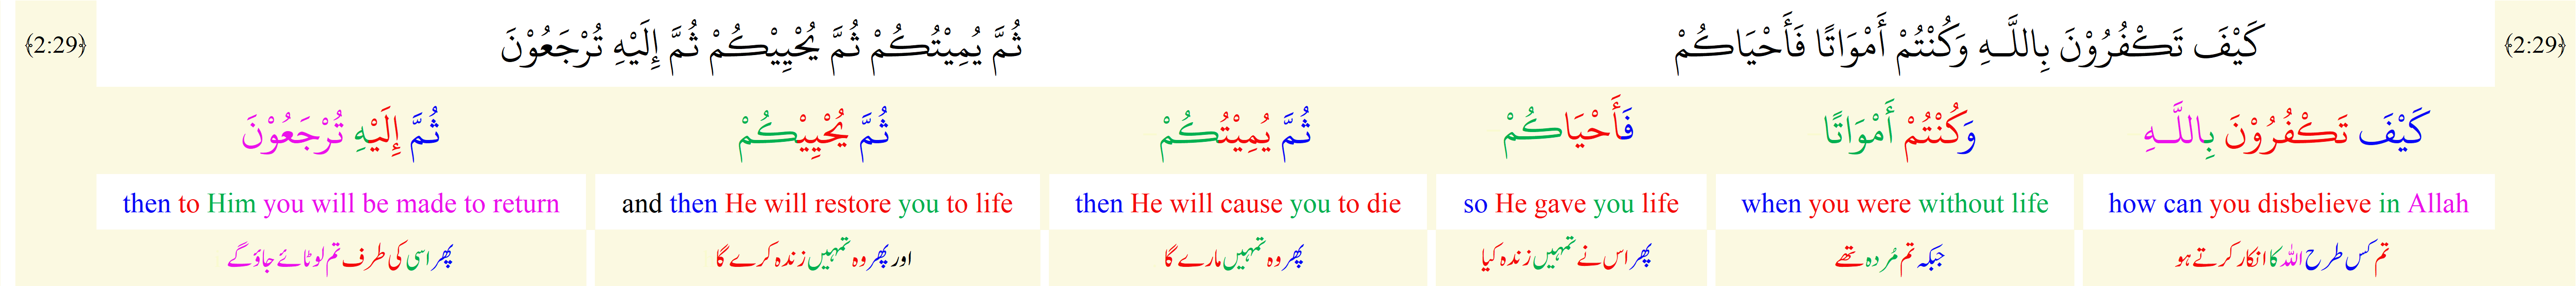 ﴿2:29﴾ كَيْفَ تَكْفُرُوْنَ بِاللَّـهِ وَكُنْتُمْ أَمْوَاتًا فَأَحْيَاكُمْ ثُمَّ يُمِيْتُكُمْ ثُمَّ يُحْيِيْكُمْ ثُمَّ إِلَيْهِ تُرْجَعُوْنَ ﴿2:29﴾
كَيْفَ تَكْفُرُوْنَ بِاللَّـهِ وَكُنْتُمْ أَمْوَاتًا فَأَحْيَاكُمْ ثُمَّ يُمِيْتُكُمْ ثُمَّ يُحْيِيْكُمْ ثُمَّ إِلَيْهِ تُرْجَعُوْنَ
how can you disbelieve in Allah
when you were without life
so He gave you life
then He will cause you to die
and then He will restore you to life
then to Him you will be made to return
تم کس طرح اللہ کا انکار کرتے ہو
جبکہ تم مُردہ تھے
پھر اس نے تمہیں زندہ کیا
پھر وہ تمہیں مارے گا
اور پھر وہ تمہیں زندہ کرے گا
پھر اسی کی طرف تم لوٹائے جاؤ گے